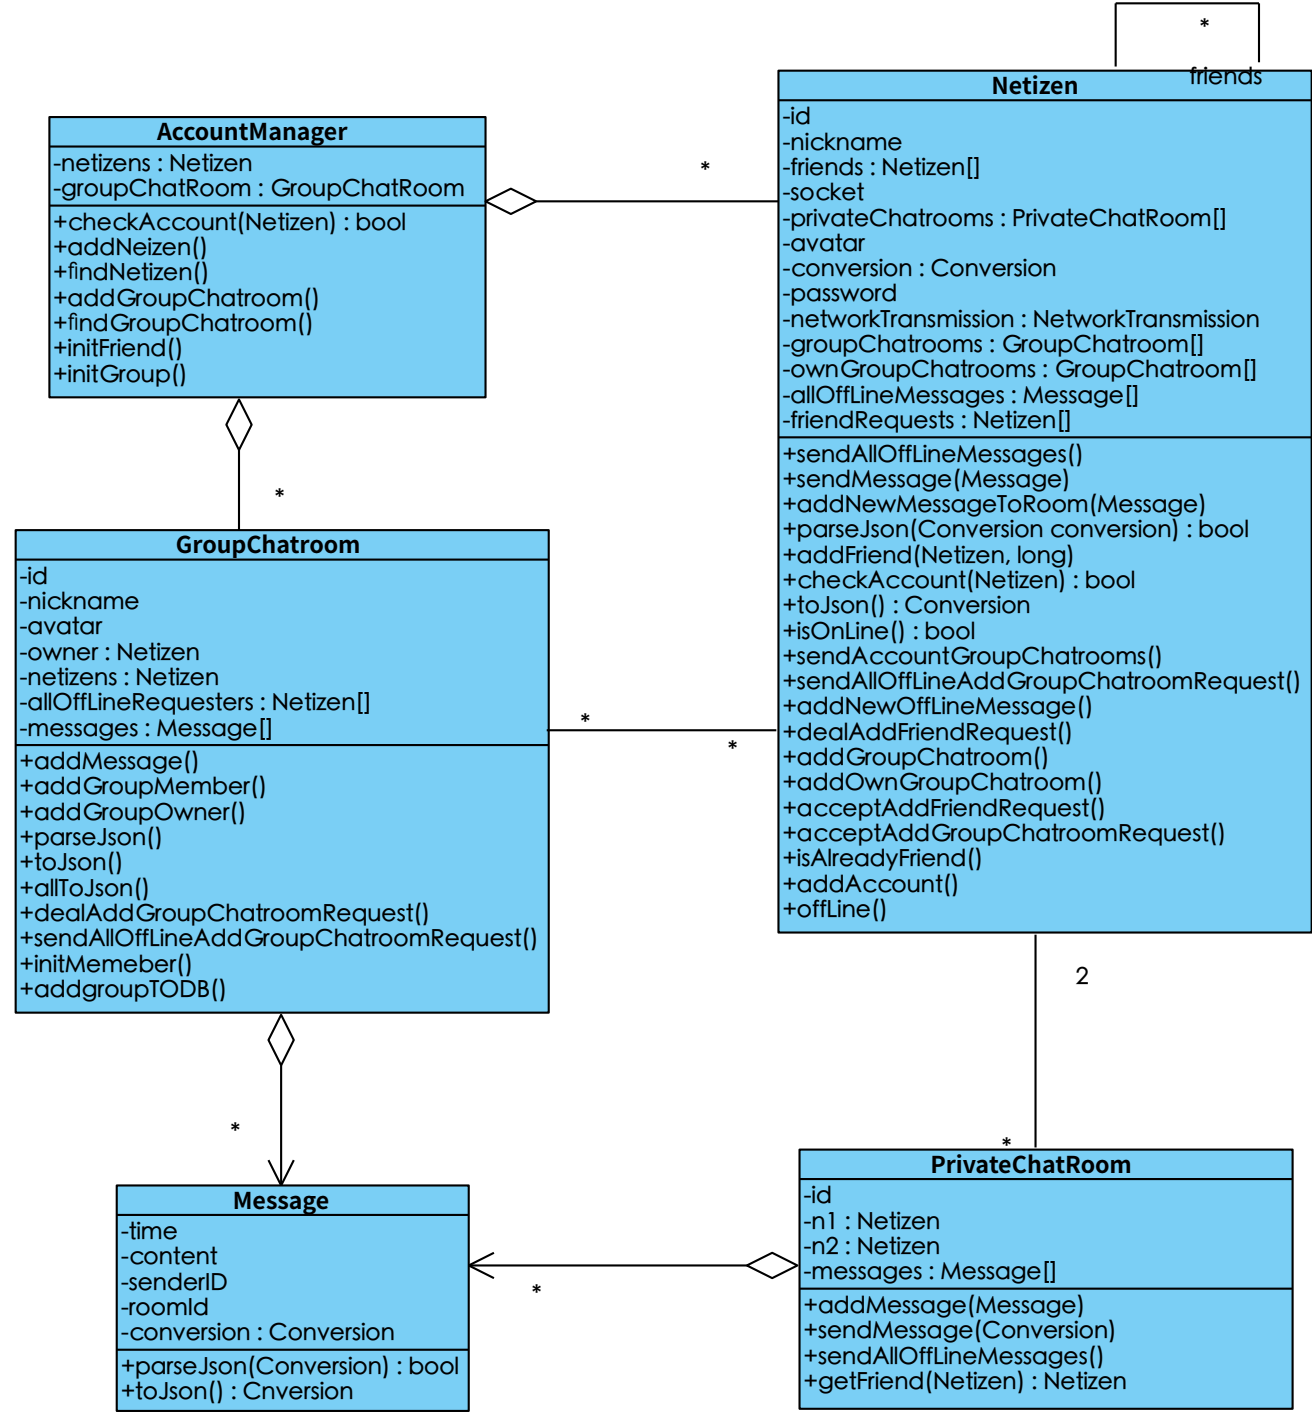 *
friends
Netizen
-id
-nickname
-friends : Netizen[]
-socket
-privateChatrooms : PrivateChatRoom[]
-avatar
-conversion : Conversion
-password
-networkTransmission : NetworkTransmission
-groupChatrooms : GroupChatroom[]
-ownGroupChatrooms : GroupChatroom[]
-allOffLineMessages : Message[]
-friendRequests : Netizen[]
+sendAllOffLineMessages()
+sendMessage(Message)
+addNewMessageToRoom(Message)
+parseJson(Conversion conversion) : bool
+addFriend(Netizen, long)
+checkAccount(Netizen) : bool
+toJson() : Conversion
+isOnLine() : bool
+sendAccountGroupChatrooms()
+sendAllOffLineAddGroupChatroomRequest()
+addNewOffLineMessage()
+dealAddFriendRequest()
+addGroupChatroom()
+addOwnGroupChatroom()
+acceptAddFriendRequest()
+acceptAddGroupChatroomRequest()
+isAlreadyFriend()
+addAccount()
+offLine()
AccountManager
-netizens : Netizen
-groupChatRoom : GroupChatRoom
+checkAccount(Netizen) : bool
+addNeizen()
+findNetizen()
+addGroupChatroom()
+findGroupChatroom()
+initFriend()
+initGroup()
*
*
GroupChatroom
-id
-nickname
-avatar
-owner : Netizen
-netizens : Netizen
-allOffLineRequesters : Netizen[]
-messages : Message[]
+addMessage()
+addGroupMember()
+addGroupOwner()
+parseJson()
+toJson()
+allToJson()
+dealAddGroupChatroomRequest()
+sendAllOffLineAddGroupChatroomRequest()
+initMemeber()
+addgroupTODB()
*
*
2
*
*
Message
-time
-content
-senderID
-roomId
-conversion : Conversion
+parseJson(Conversion) : bool
+toJson() : Cnversion
*
PrivateChatRoom
-id
-n1 : Netizen
-n2 : Netizen
-messages : Message[]
+addMessage(Message)
+sendMessage(Conversion)
+sendAllOffLineMessages()
+getFriend(Netizen) : Netizen